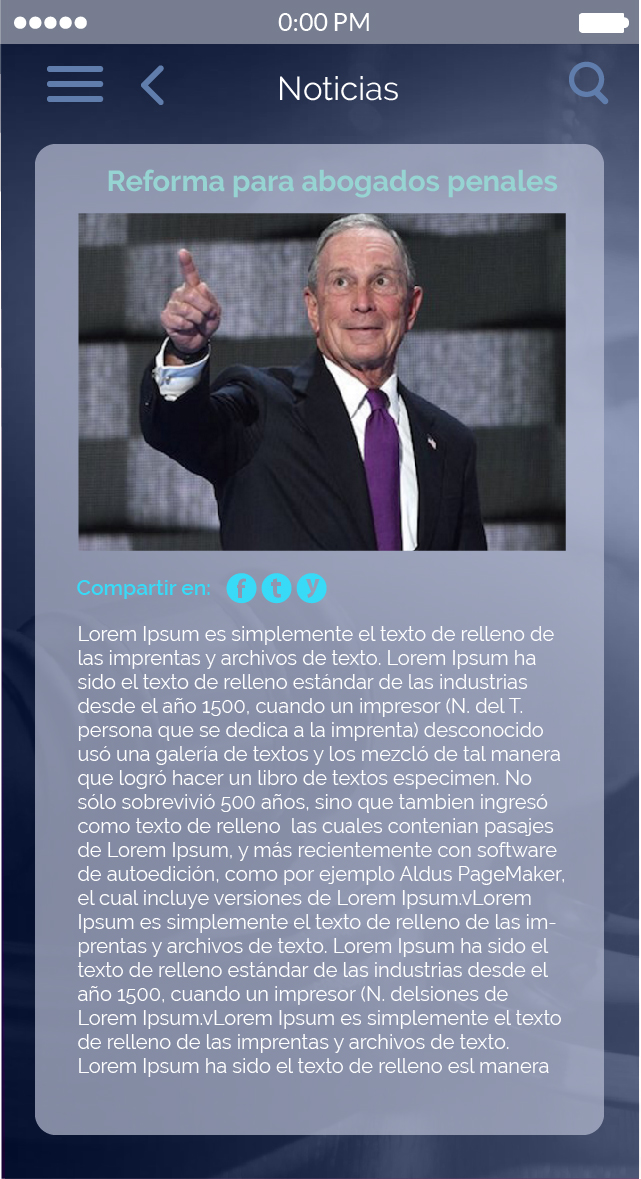 0:00 PM
Noticias
Reforma para abogados penales
Compartir en: f t y
Lorem Ipsum es simplemente el texto de relleno de
las imprentas y archivos de texto. Lorem Ipsum ha
sido el texto de relleno estándar de las industrias
desde el año 1500, cuando un impresor (N. del T.
persona que se dedica a la imprenta) desconocido
usó una galería de textos y los mezcló de tal manera
que logró hacer un libro de textos especimen. No
sólo sobrevivió 500 años, sino que tambien ingresó
como texto de relleno  las cuales contenian pasajes
de Lorem Ipsum, y más recientemente con software
de autoedición, como por ejemplo Aldus PageMaker,
el cual incluye versiones de Lorem Ipsum.vLorem
Ipsum es simplemente el texto de relleno de las im-
prentas y archivos de texto. Lorem Ipsum ha sido el
texto de relleno estándar de las industrias desde el
año 1500, cuando un impresor (N. delsiones de
Lorem Ipsum.vLorem Ipsum es simplemente el texto
de relleno de las imprentas y archivos de texto.
Lorem Ipsum ha sido el texto de relleno esl manera